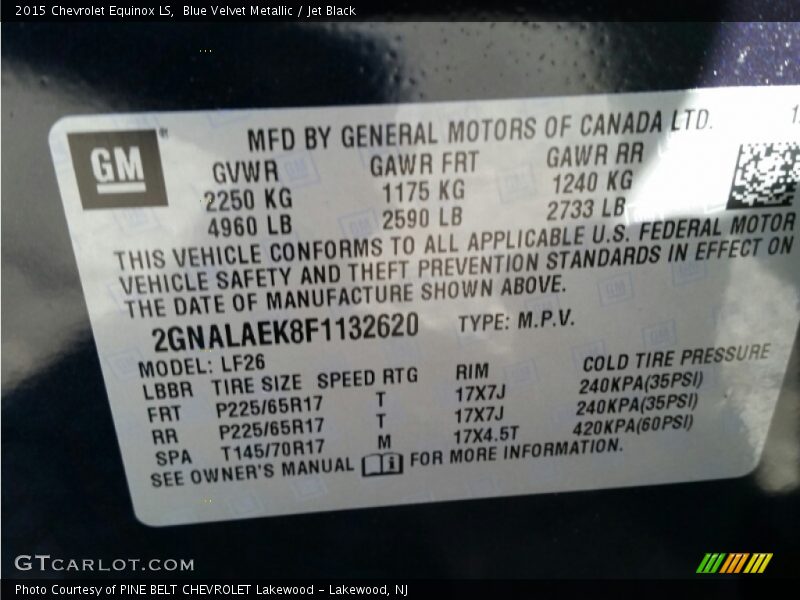 2015 Chevrolet Equinox LS,  Blue Velvet Metallic / Jet Black
GM
MFD BY GENERAL MOTORS OF CANADA LTD.
GVWR GAWR FRT GAWR RR
2250 KG 1175 KG 1240 KG
4960 LB 2590 LB 2733 LB
THIS VEHICLE CONFORMS TO ALL APPLICABLE U.S. FEDERAL MOTOR
VEHICLE SAFETY AND THEFT PREVENTION STANDARDS IN EFFECT ON
THE DATE OF MANUFACTURE SHOWN ABOVE.
2GNALAEK8F1132620 TYPE: M.P.V.
MODEL: LF26
LBBR TIRE SIZE SPEED RTG RIM COLD TIRE PRESSURE
FRT P225/65R17 T 17X7J 240KPA(35PSI)
RR P225/65R17 T 17X7J 240KPA(35PSI)
SPA T145/70R17 M 17X4.5T 420KPA(60PSI)
SEE OWNER'S MANUAL FOR MORE INFORMATION.
GTCARLOT.COM
Photo Courtesy of PINE BELT CHEVROLET Lakewood - Lakewood, NJ